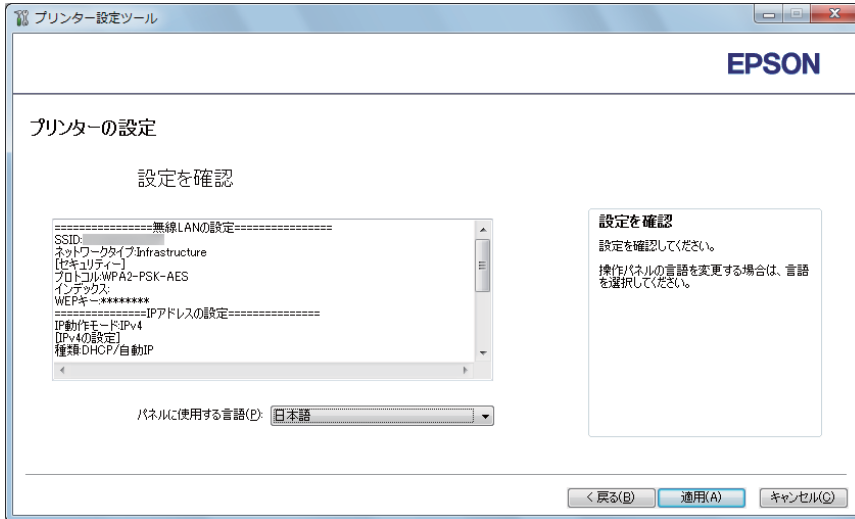 プリンター設定ツール
EPSON
プリンターの設定
設定を確認
================無線LANの設定================
SSID:
ネットワークタイプ:Infrastructure
[セキュリティー]
プロトコル:WPA2-PSK-AES
インデックス:
WEPキー:********
===============IPアドレスの設定===============
IP動作モード:IPv4
[IPv4の設定]
種類:DHCP/自動IP
パネルに使用する言語(P): 日本語
設定を確認
設定を確認してください。
操作パネルの言語を変更する場合は、言語
を選択してください。
< 戻る(B) 適用(A) キャンセル(C)